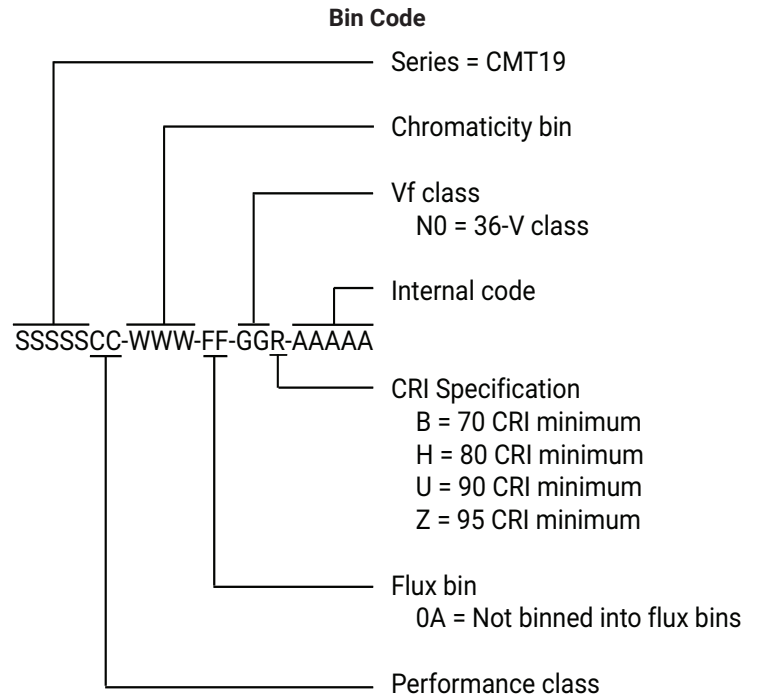 Bin Code
Series = CMT19
Chromaticity bin
Vf class
N0 = 36-V class
Internal code
SSSSSCC-WWW-FF-GGR-AAAAA
CRI Specification
B = 70 CRI minimum
H = 80 CRI minimum
U = 90 CRI minimum
Z = 95 CRI minimum
Flux bin
0A = Not binned into flux bins
Performance class